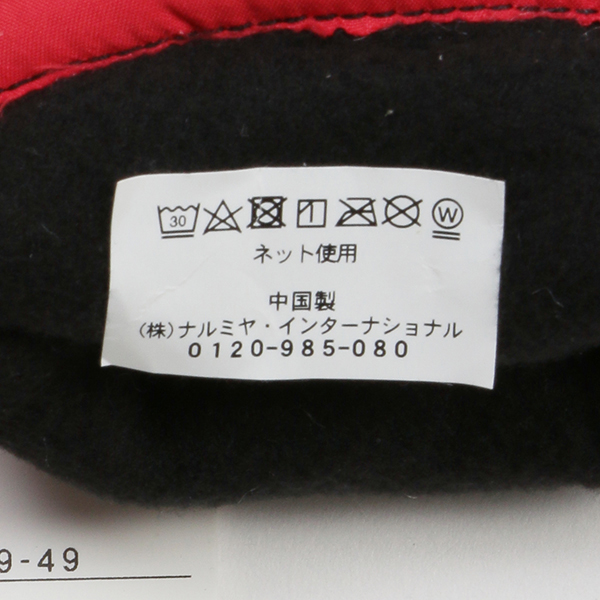 30 W
ネット使用
中国製
(株)ナルミヤ・インターナショナル
0120-985-080
9-49